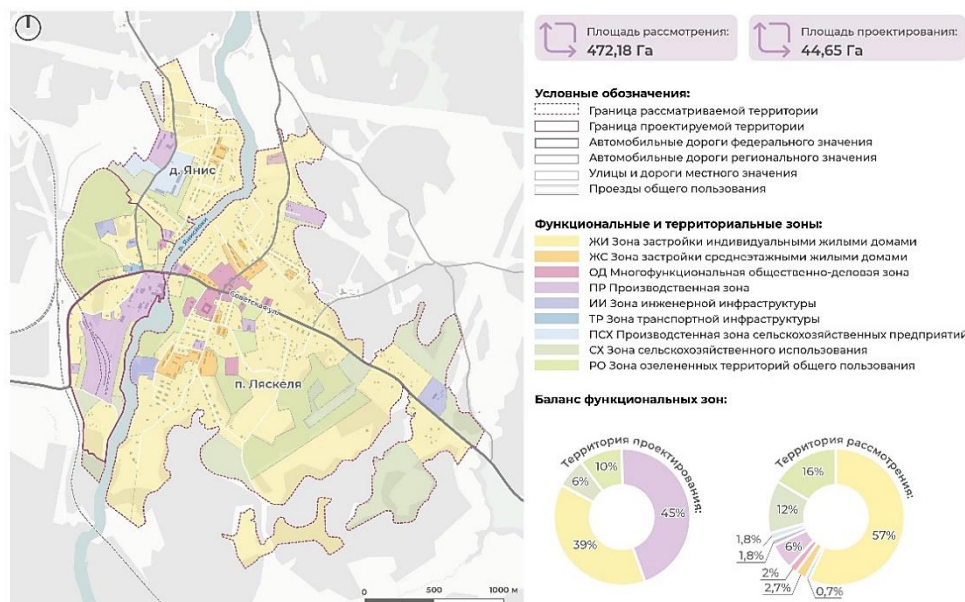 Площадь рассмотрения:
472,18 Га
Площадь проектирования:
44,65 Га
Условные обозначения:
Граница рассматриваемой территории
Граница проектируемой территории
Автомобильные дороги федерального значения
Автомобильные дороги регионального значения
Улицы и дороги местного значения
Проезды общего пользования
Функциональные и территориальные зоны:
ЖИ Зона застройки индивидуальными жилыми домами
ЖС Зона застройки среднеэтажными жилыми домами
ОД Многофункциональная общественно-деловая зона
ПР Производственная зона
ИИ Зона инженерной инфраструктуры
ТР Зона транспортной инфраструктуры
ПСХ Производстенная зона сельскохозяйственных предприятий
СХ Зона сельскохозяйственного использования
РО Зона озелененных территорий общего пользования
Баланс функциональных зон:
Территория проектирования:
10%
6%
45%
39%
Территория рассмотрения:
16%
12%
57%
1,8%
1,8%
6%
2%
2,7%
0,7%
д. Янис
Советская ул.
п. Ляскеля
0
500
1000 м